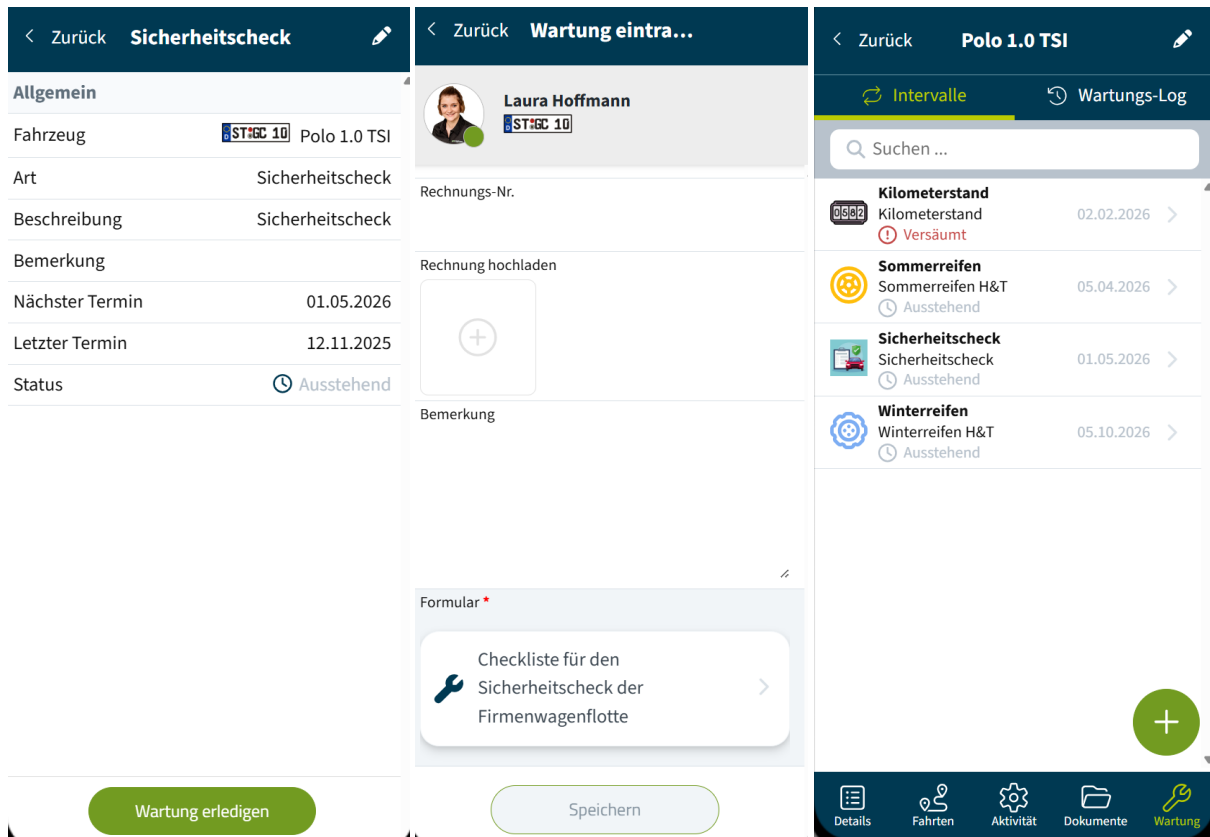 Zurück Sicherheitscheck
Allgemein
Fahrzeug ST GC 10 Polo 1.0 TSI
Art Sicherheitscheck
Beschreibung Sicherheitscheck
Bemerkung
Nächster Termin 01.05.2026
Letzter Termin 12.11.2025
Status Ausstehend
Wartung erledigen
Zurück Wartung eintra...
Laura Hoffmann
ST GC 10
Rechnungs-Nr.
Rechnung hochladen
Bemerkung
Formular *
Checkliste für den
Sicherheitscheck der
Firmenwagenflotte
Speichern
Zurück Polo 1.0 TSI
Intervalle Wartungs-Log
Suchen ...
Kilometerstand
0582 Kilometerstand 02.02.2026
Versäumt
Sommerreifen
Sommerreifen H&T 05.04.2026
Ausstehend
Sicherheitscheck
Sicherheitscheck 01.05.2026
Ausstehend
Winterreifen
Winterreifen H&T 05.10.2026
Ausstehend
Details Fahrten Aktivität Dokumente Wartung